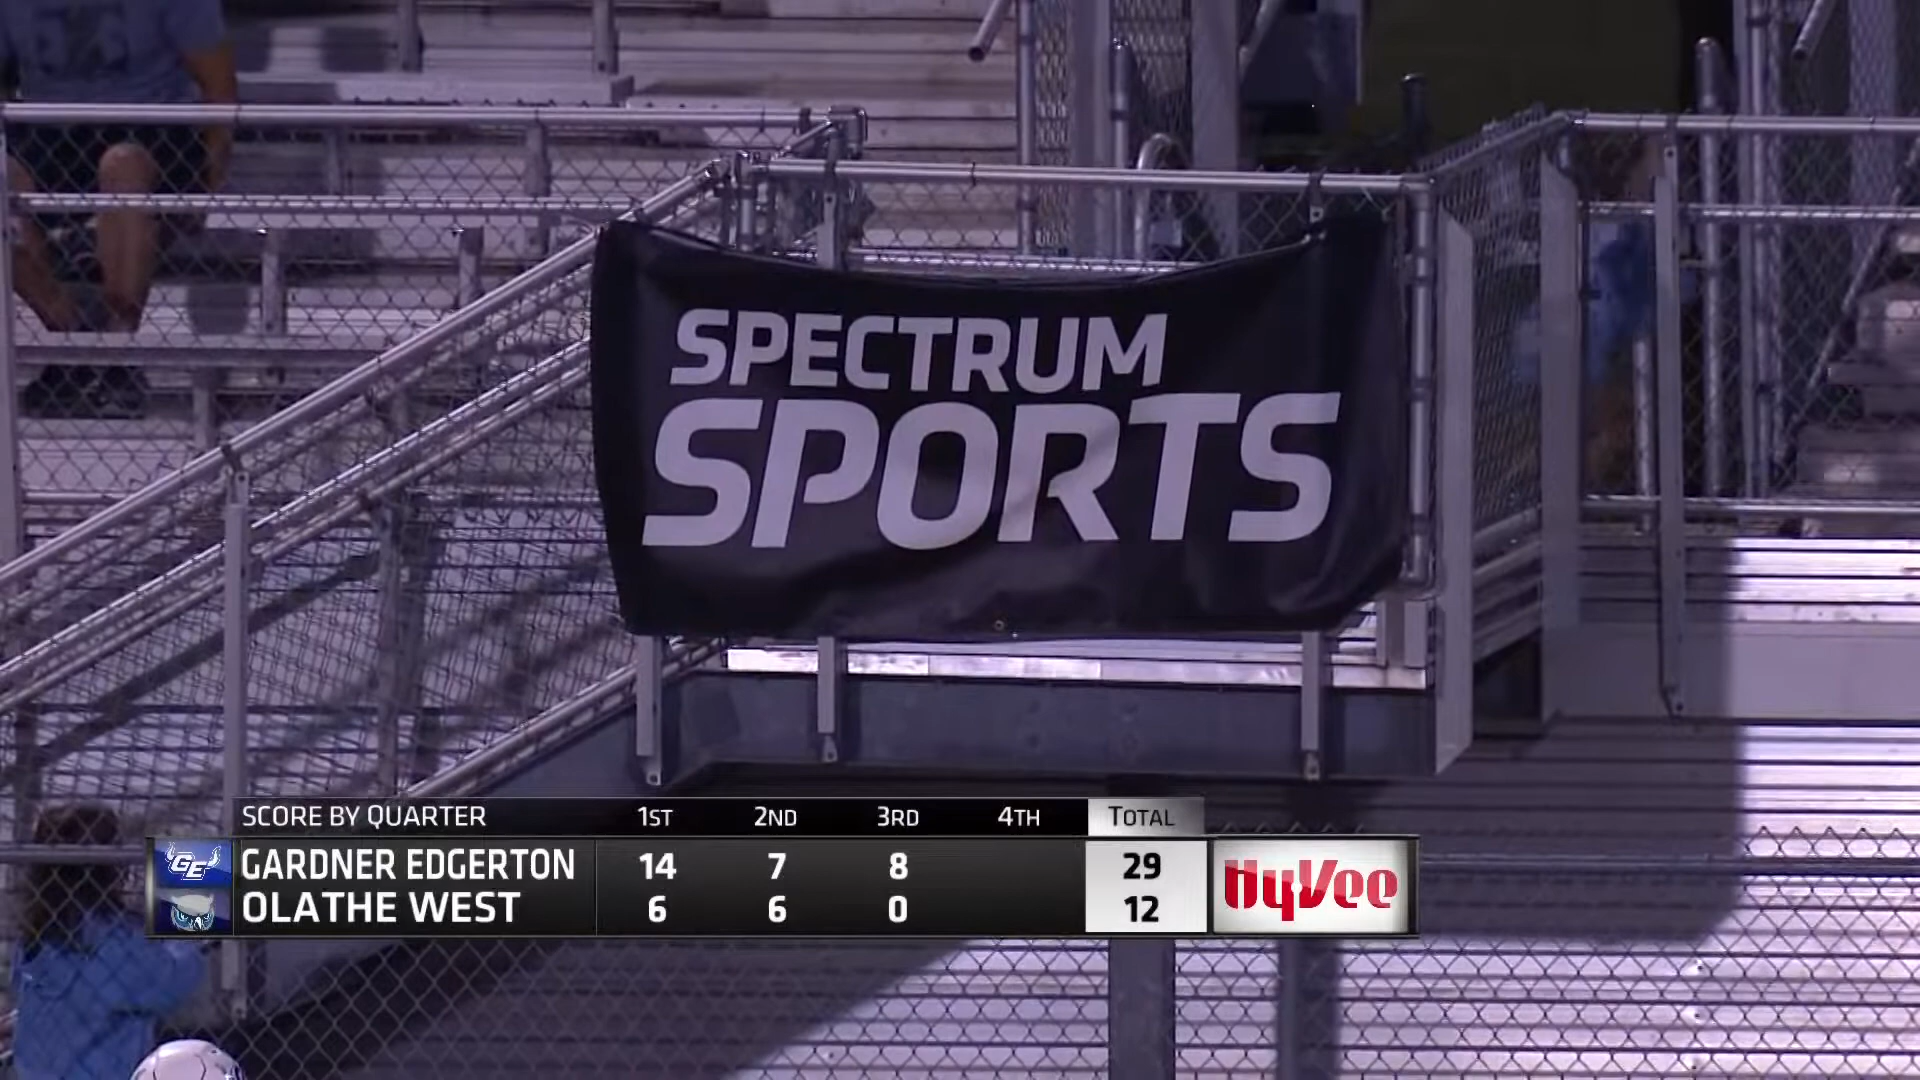 SPECTRUM
SPORTS
SCORE BY QUARTER 1ST 2ND 3RD 4TH TOTAL
GE GARDNER EDGERTON 14 7 8 29
OLATHE WEST 6 6 0 12
HyVee